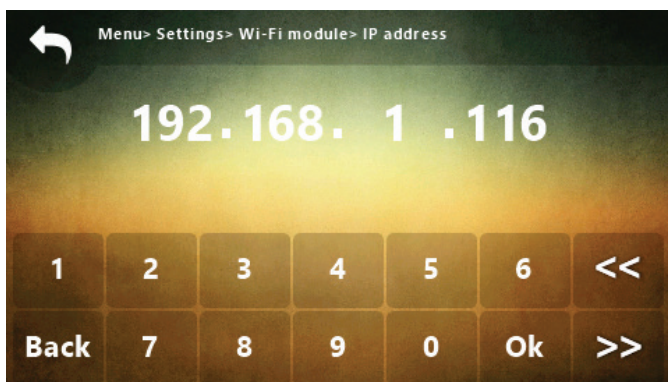 Menu> Settings> Wi-Fi module> IP address
192.168. 1 .116
1 2 3 4 5 6 <<
Back 7 8 9 0 Ok >>